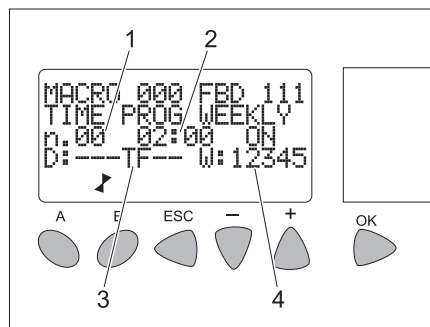 1 2
MACRO 000 FBD 111
TIME PROG WEEKLY
n.00 02:00 ON
D:---TF-- W:12345
A B ESC − + OK
3 4